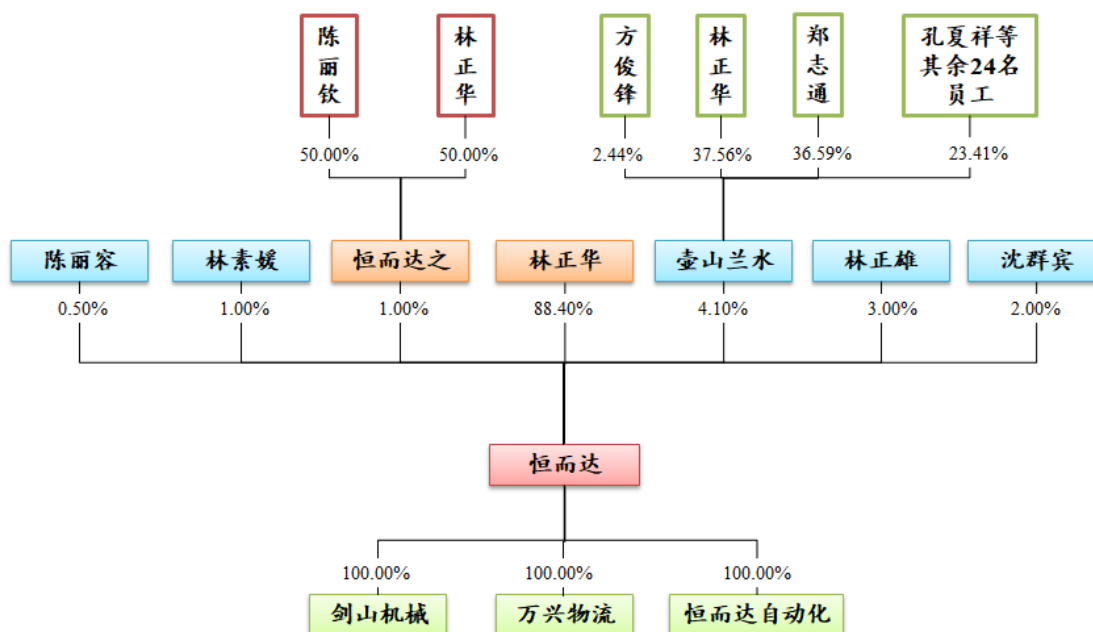 陈丽钦
林正华
方俊锋
林正华
郑志通
孔夏祥等
其余24名
员工
50.00%
50.00%
2.44%
37.56%
36.59%
23.41%
陈丽容
林素媛
恒而达之
林正华
壶山兰水
林正雄
沈群宾
0.50%
1.00%
1.00%
88.40%
4.10%
3.00%
2.00%
恒而达
100.00%
100.00%
100.00%
剑山机械
万兴物流
恒而达自动化